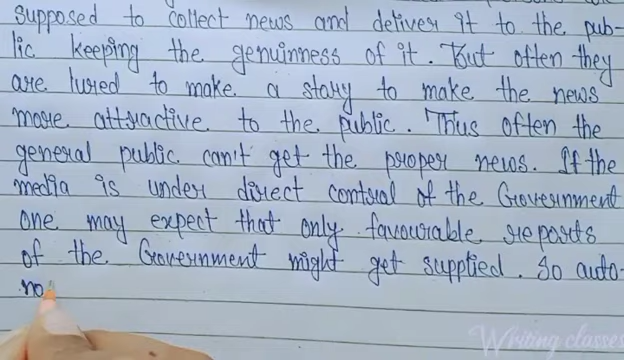 supposed to collect news and deliver it to the pub-
lic keeping the genuinness of it. But often they
are lured to make a story to make the news
more attractive to the public. Thus often the
general public can't get the proper news. If the
media is under direct control of the Government
one may expect that only favourable reports
of the Government might get supplied. So auto-
no
Writing classes